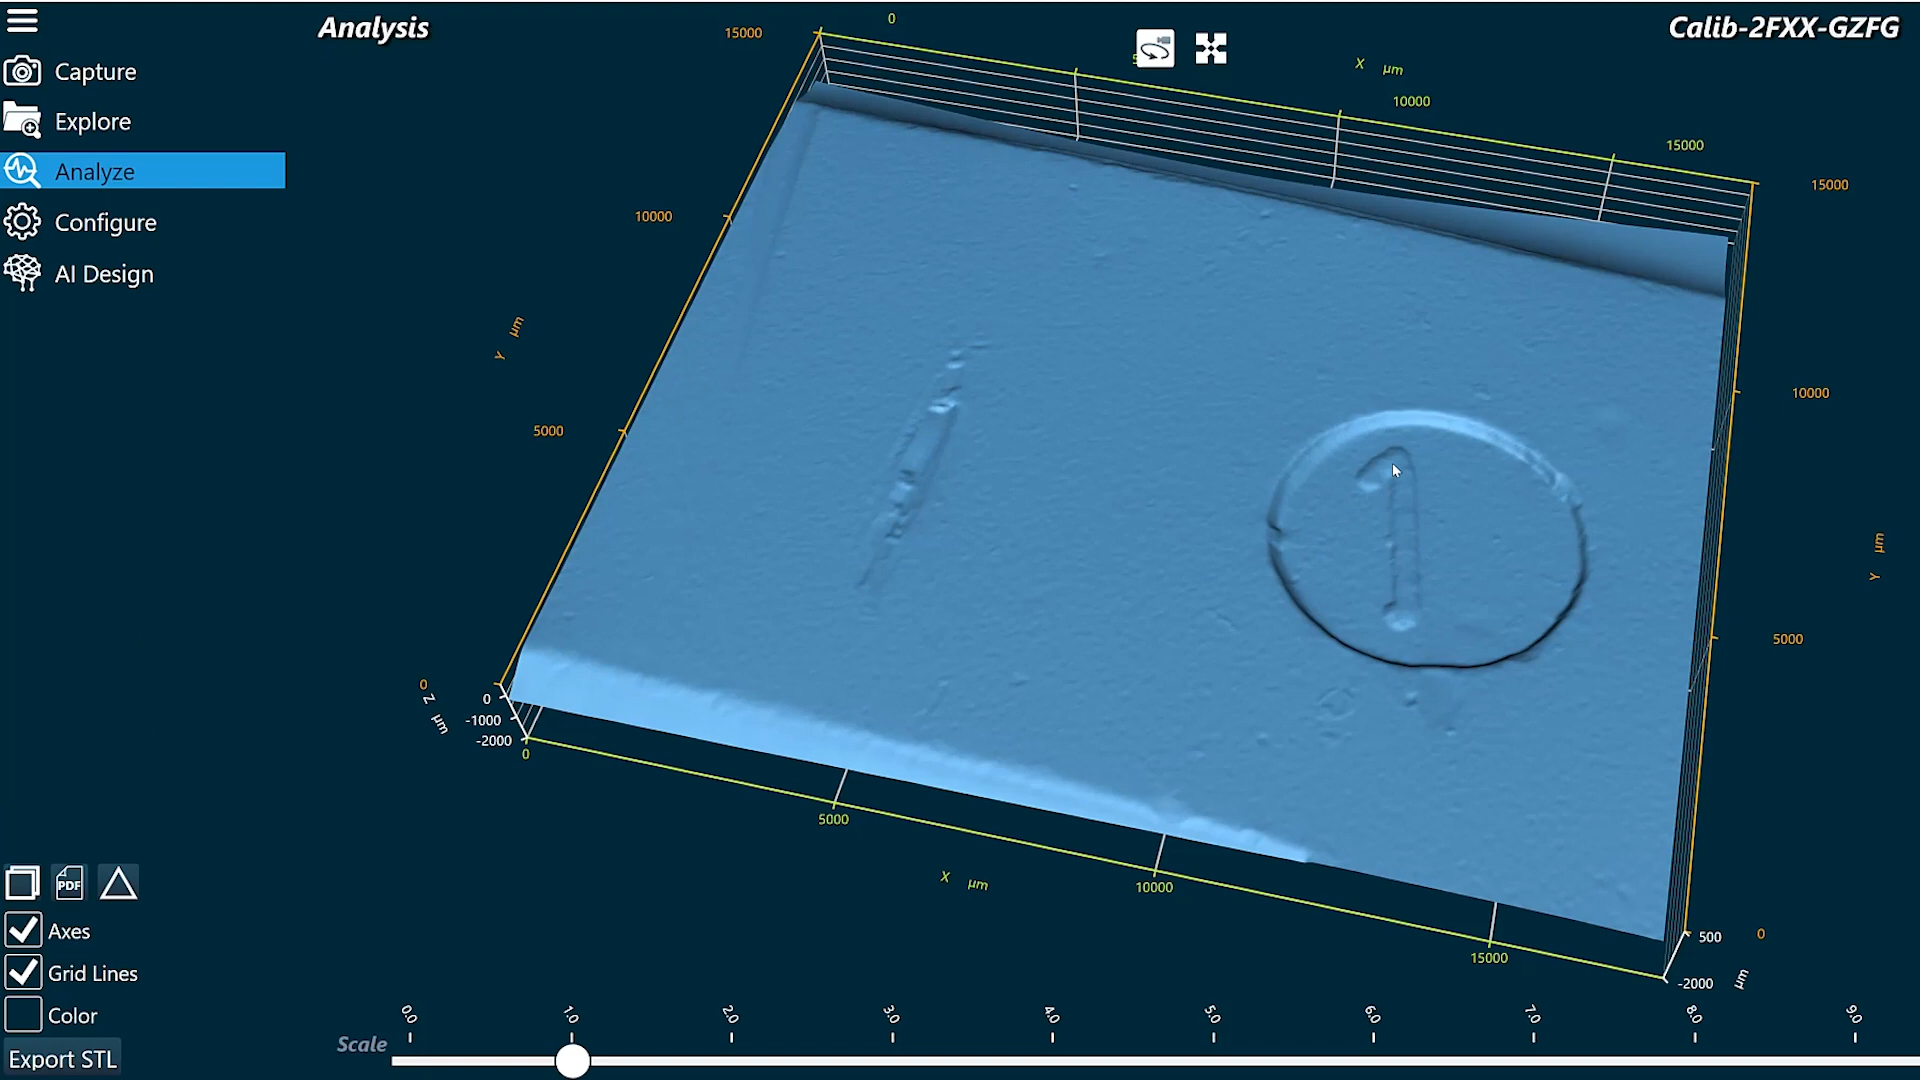 Analysis
Calib-2FXX-GZFG
Capture
Explore
Analyze
Configure
AI Design
15000
0
X µm
10000
15000
15000
10000
Y µm
5000
10000
Y µm
5000
0
Z µm
0
-1000
-2000
0
5000
X µm
10000
15000
500
0
-2000
µm
1
PDF
Axes
Grid Lines
Color
Export STL
Scale
0.0
1.0
2.0
3.0
4.0
5.0
6.0
7.0
8.0
9.0